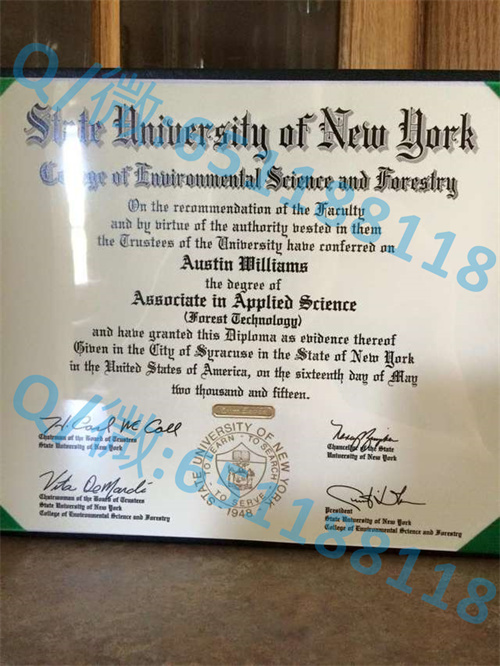 State University of New York
College of Environmental Science and Forestry
On the recommendation of the Faculty
and by virtue of the authority vested in them
the Trustees of the University have conferred on
Austin Williams
the degree of
Associate in Applied Science
(Forest Technology)
and have granted this Diploma as evidence thereof
Given in the City of Syracuse in the State of New York
in the United States of America, on the sixteenth day of May
two thousand and fifteen.
H. Carl McCall
Chairman of the Board of Trustees
State University of New York
Chancellor of the State
University of New York
Vita DeMarchi
Chairwoman of the Board of Trustees
State University of New York
College of Environmental Science and Forestry
President
State University of New York
College of Environmental Science and Forestry
STATE UNIVERSITY OF NEW YORK
TO LEARN - TO SEARCH
TO SERVE
1948
Q/微:651188118
Q/微:651188118